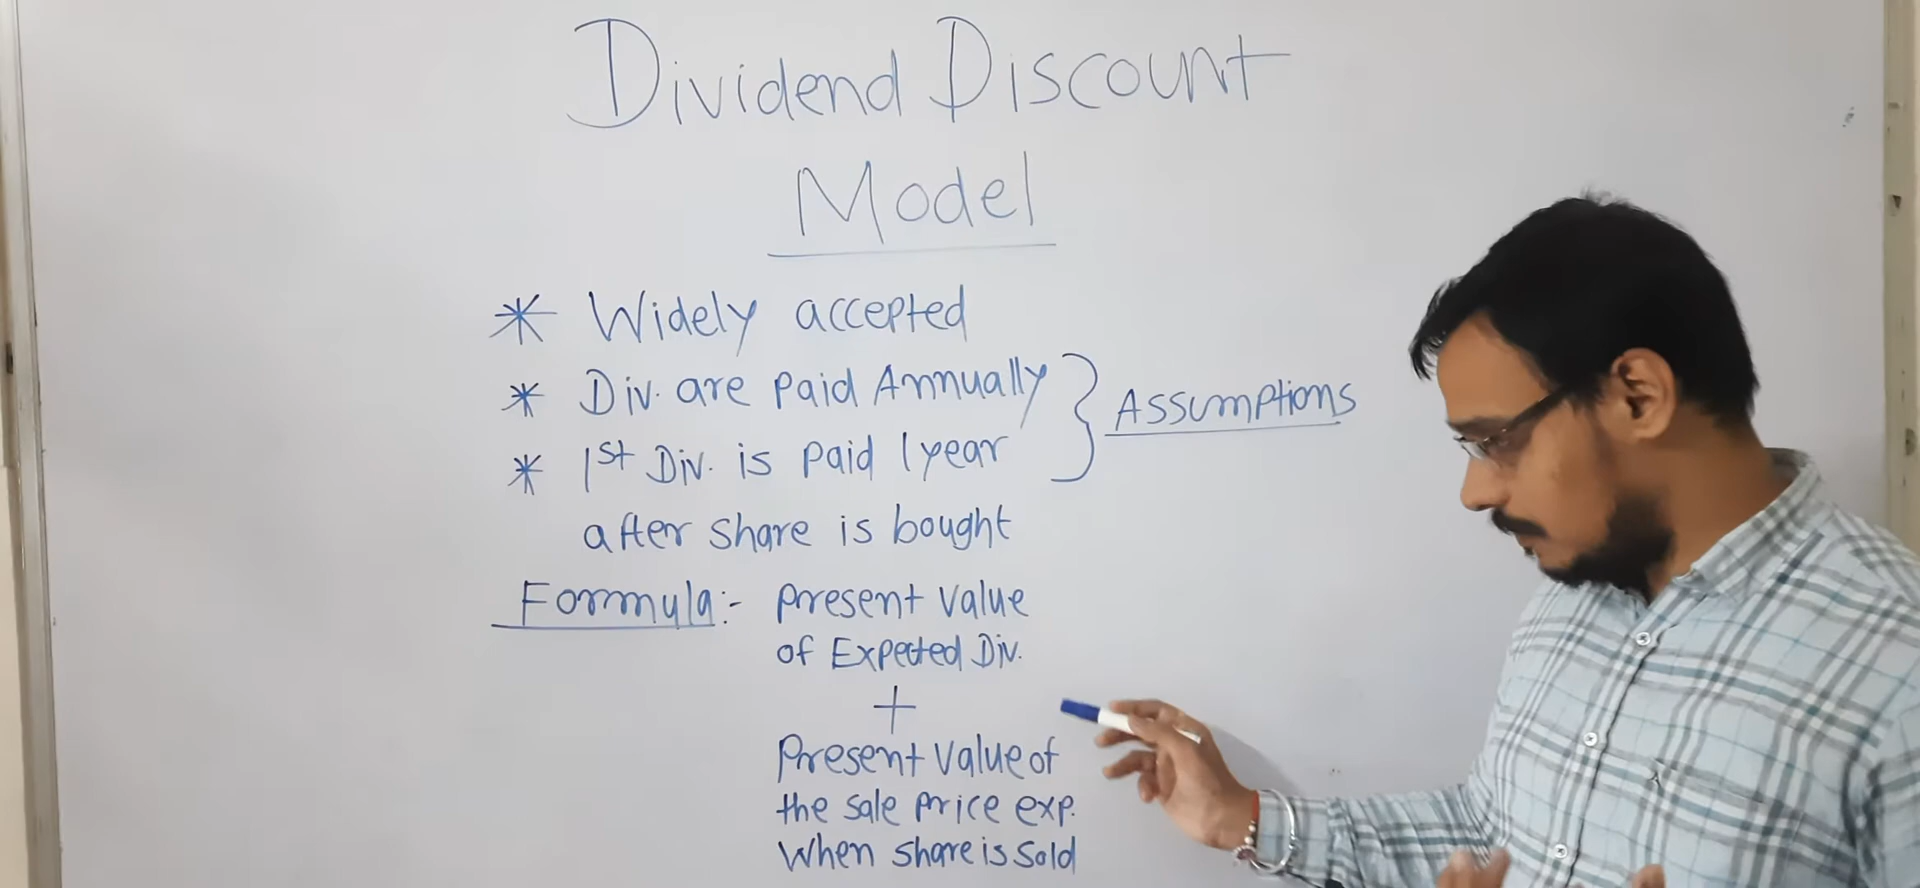 Dividend Discount
Model
* Widely accepted
* Div. are paid Annually } Assumptions
* 1st Div. is paid 1 year
after share is bought
Formula:- Present Value
of Expected Div.
+
Present Value of
the sale price exp.
when share is sold